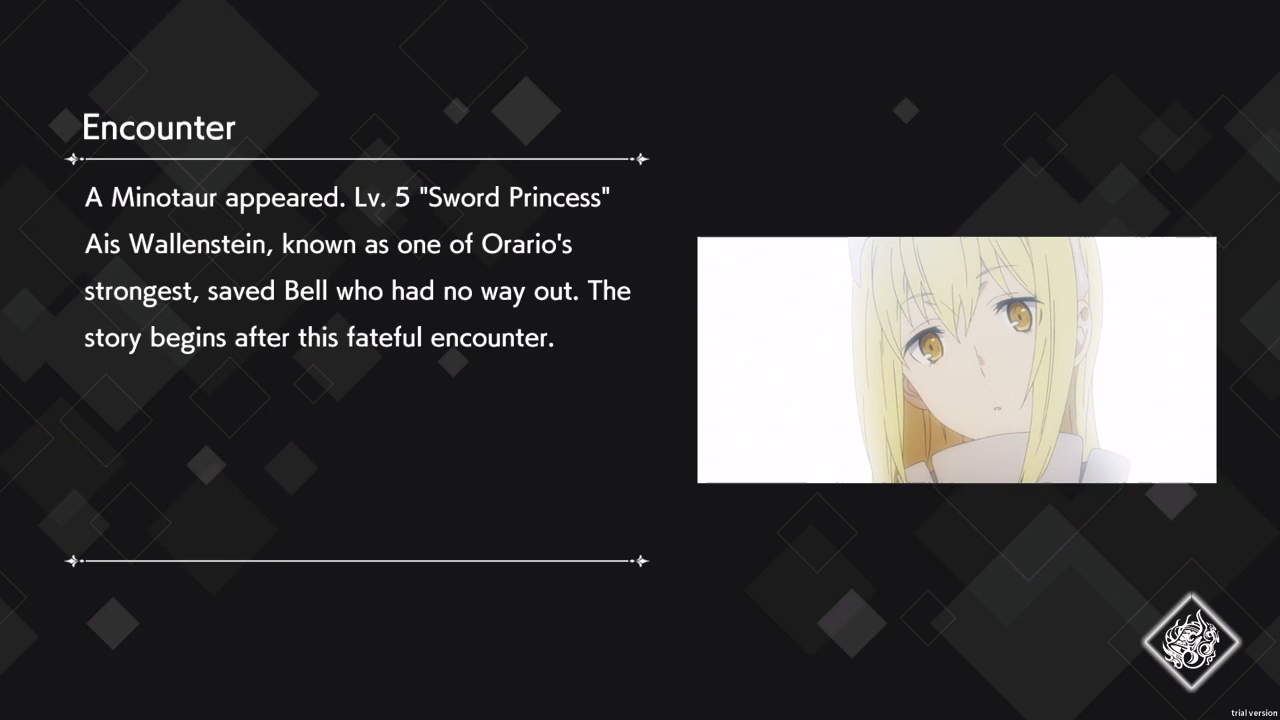 Encounter
A Minotaur appeared. Lv. 5 "Sword Princess"
Ais Wallenstein, known as one of Orario's
strongest, saved Bell who had no way out. The
story begins after this fateful encounter.
trial version